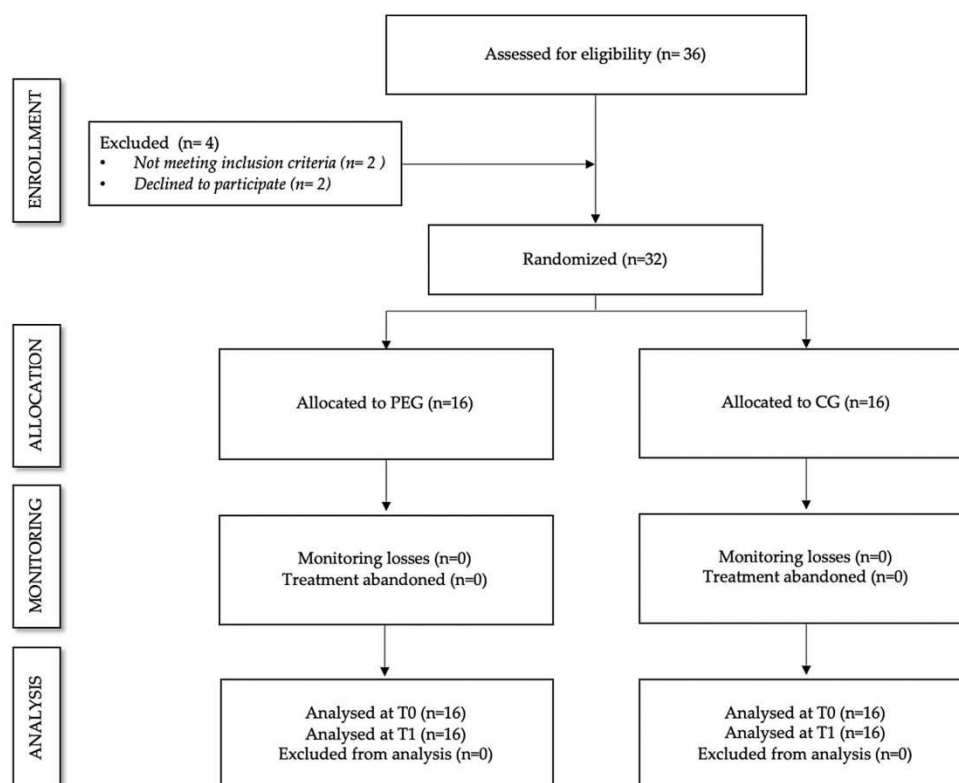 Assessed for eligibility (n= 36)
ENROLLMENT
Excluded (n= 4)
• Not meeting inclusion criteria (n= 2 )
• Declined to participate (n= 2)
Randomized (n=32)
ALLOCATION
Allocated to PEG (n=16)
Allocated to CG (n=16)
MONITORING
Monitoring losses (n=0)
Treatment abandoned (n=0)
Monitoring losses (n=0)
Treatment abandoned (n=0)
ANALYSIS
Analysed at T0 (n=16)
Analysed at T1 (n=16)
Excluded from analysis (n=0)
Analysed at T0 (n=16)
Analysed at T1 (n=16)
Excluded from analysis (n=0)